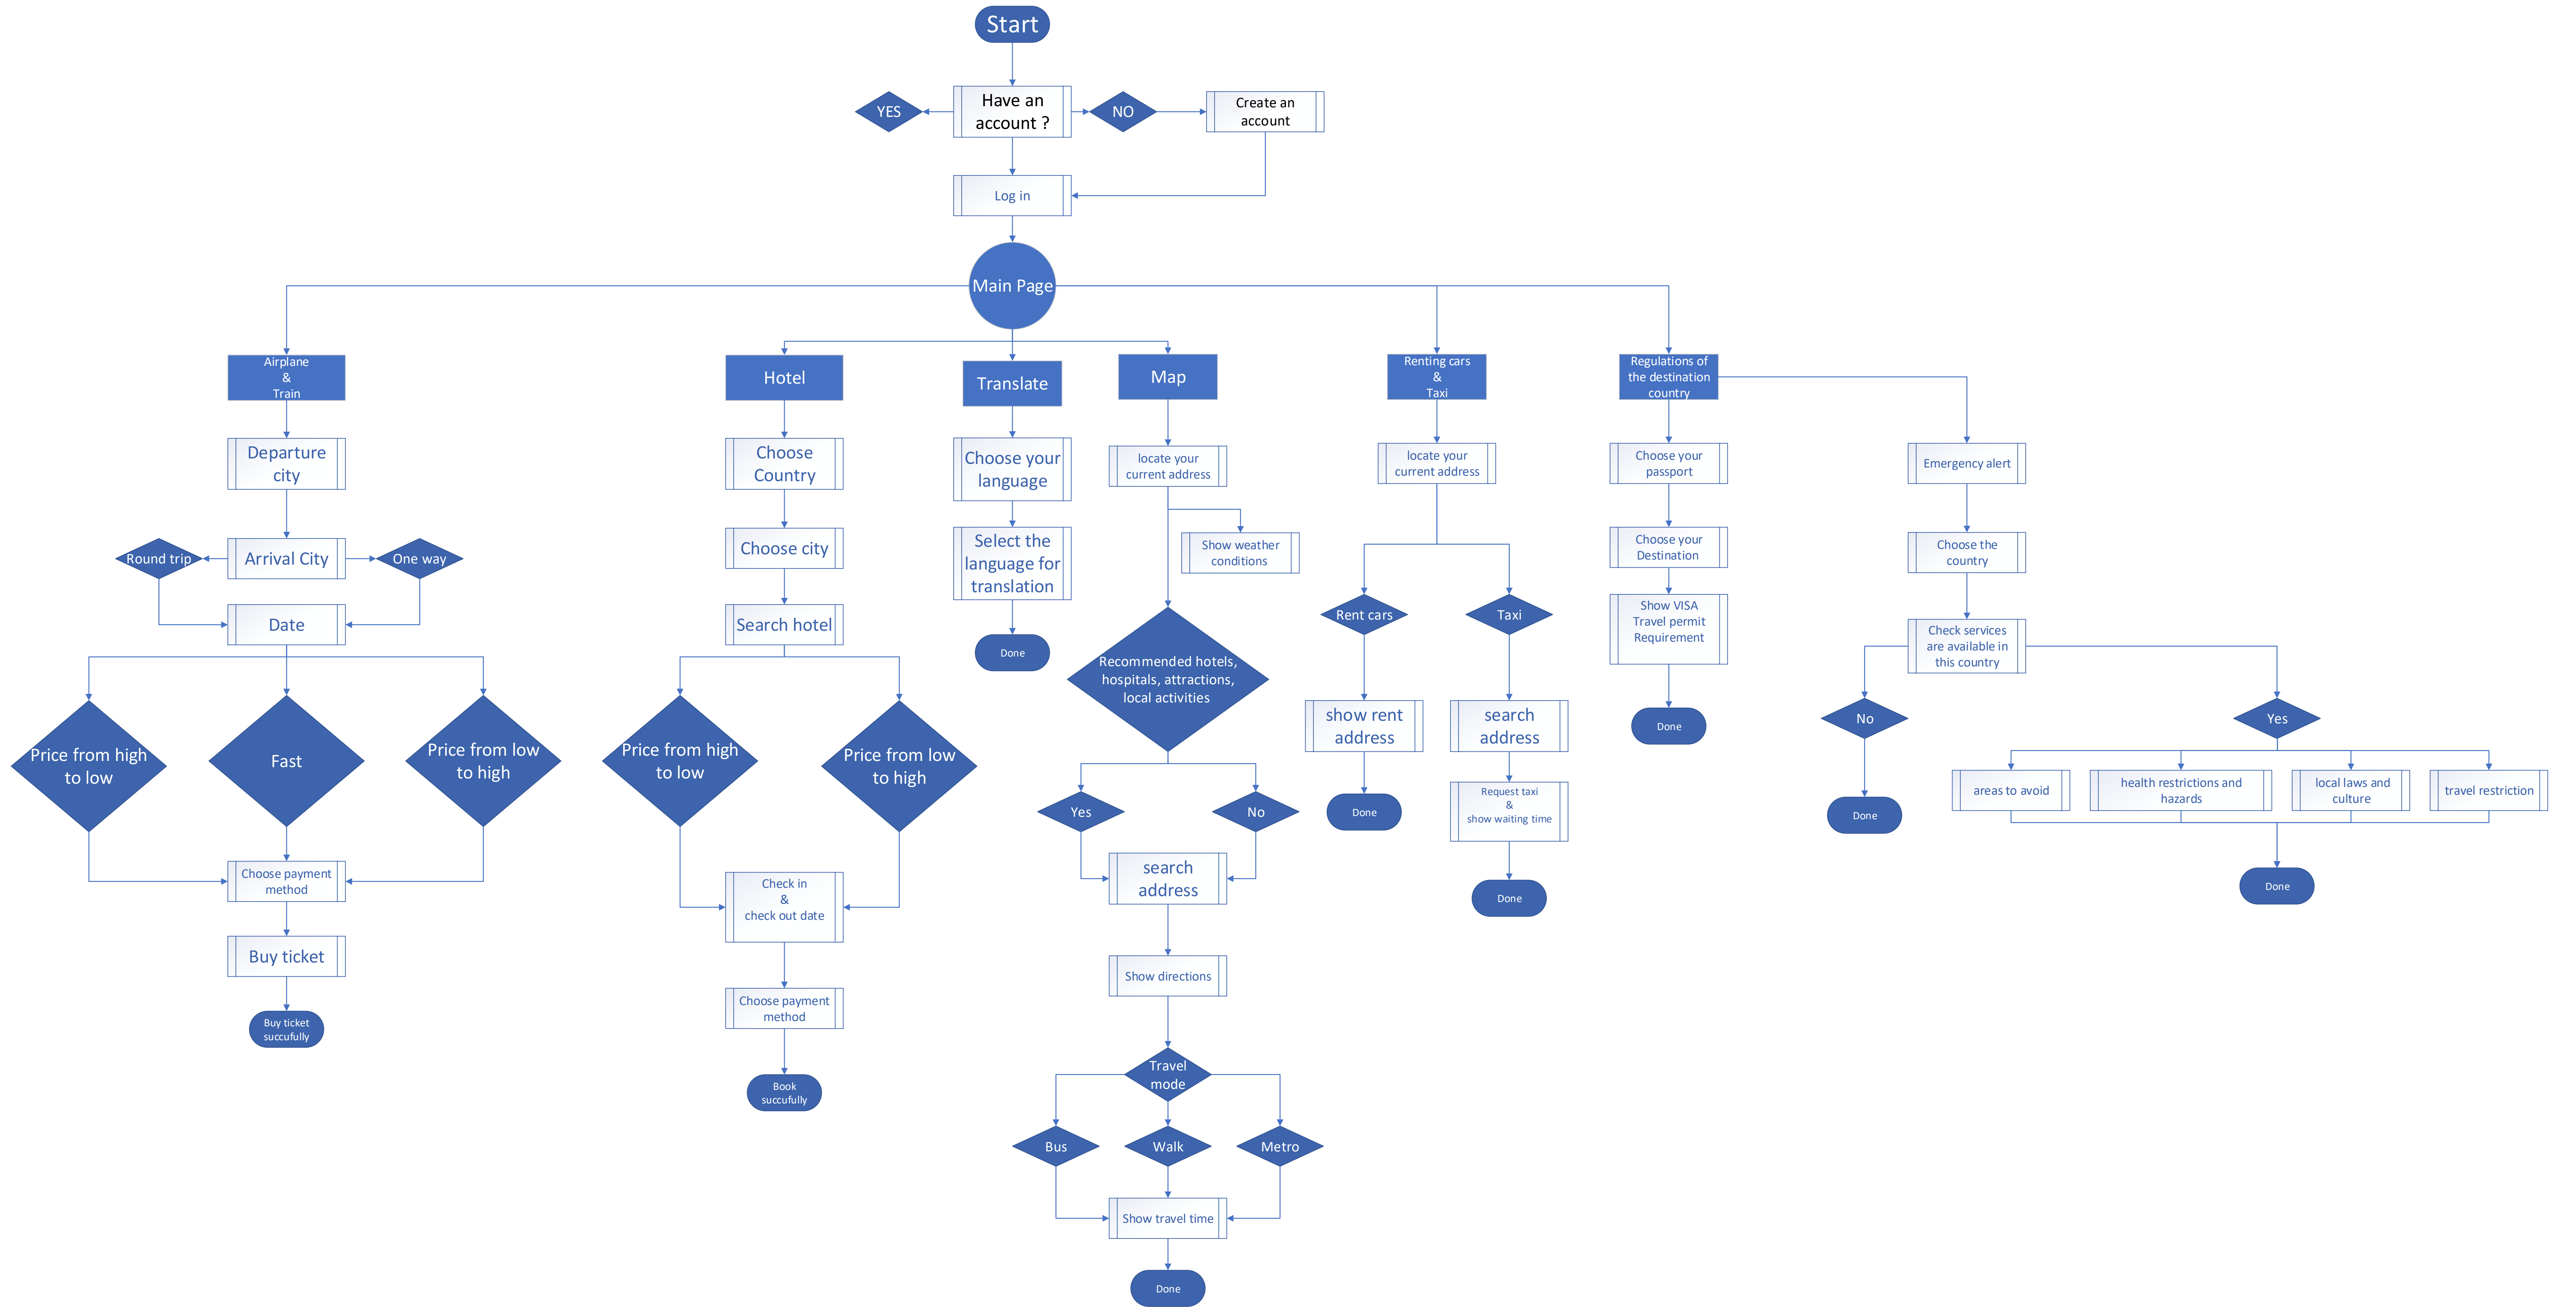 Start
YES
Have an
account ?
NO
Create an
account
Log in
Main Page
Airplane
&
Train
Departure
city
Round trip
Arrival City
One way
Date
Price from high
to low
Fast
Price from low
to high
Choose payment
method
Buy ticket
Buy ticket
succufully
Hotel
Choose
Country
Choose city
Search hotel
Price from high
to low
Price from low
to high
Check in
&
check out date
Choose payment
method
Book
succufully
Translate
Choose your
language
Select the
language for
translation
Done
Map
locate your
current address
Show weather
conditions
Recommended hotels,
hospitals, attractions,
local activities
Yes
No
search
address
Show directions
Travel
mode
Bus
Walk
Metro
Show travel time
Done
Renting cars
&
Taxi
locate your
current address
Rent cars
Taxi
show rent
address
Done
search
address
Request taxi
&
show waiting time
Done
Regulations of
the destination
country
Choose your
passport
Choose your
Destination
Show VISA
Travel permit
Requirement
Done
Emergency alert
Choose the
country
Check services
are available in
this country
No
Done
Yes
areas to avoid
health restrictions and
hazards
local laws and
culture
travel restriction
Done